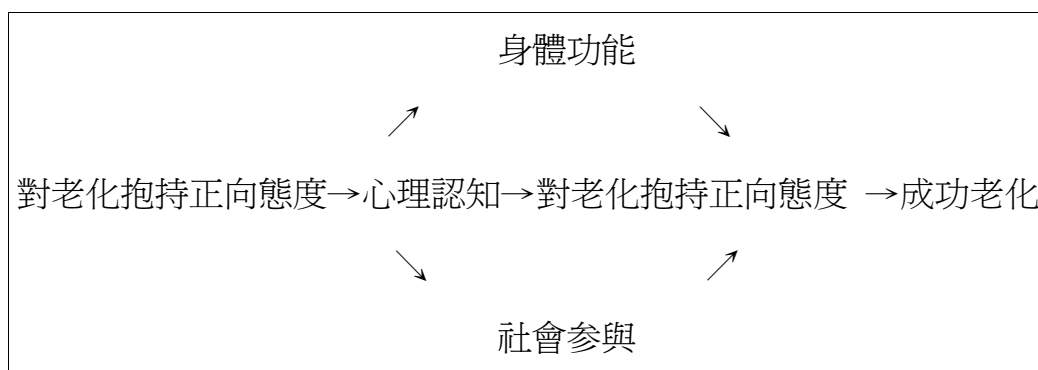 身體功能
↗ ↘
對老化抱持正向態度→心理認知→對老化抱持正向態度 →成功老化
↘ ↗
社會參與